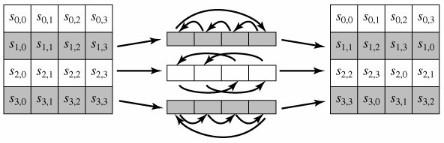 s0,0 s0,1 s0,2 s0,3 s0,0 s0,1 s0,2 s0,3
s1,0 s1,1 s1,2 s1,3 s1,1 s1,2 s1,3 s1,0
s2,0 s2,1 s2,2 s2,3 s2,2 s2,3 s2,0 s2,1
s3,0 s3,1 s3,2 s3,3 s3,3 s3,0 s3,1 s3,2